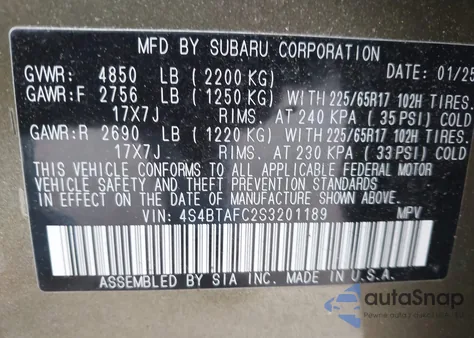 MFD BY SUBARU CORPORATION
GVWR: 4850 LB (2200 KG) DATE: 01/25
GAWR:F 2756 LB (1250 KG) WITH 225/65R17 102H TIRES,
17X7J RIMS. AT 240 KPA (35 PSI) COLD
GAWR:R 2690 LB (1220 KG) WITH 225/65R17 102H TIRES,
17X7J RIMS. AT 230 KPA (33 PSI) COLD
THIS VEHICLE CONFORMS TO ALL APPLICABLE FEDERAL MOTOR
VEHICLE SAFETY AND THEFT PREVENTION STANDARDS IN EFFECT ON THE
DATE OF MANUFACTURE SHOWN ABOVE.
VIN: 4S4BTAFC2S3201189 MPV
ASSEMBLED BY SIA INC. MADE IN U.S.A.
autoSnap